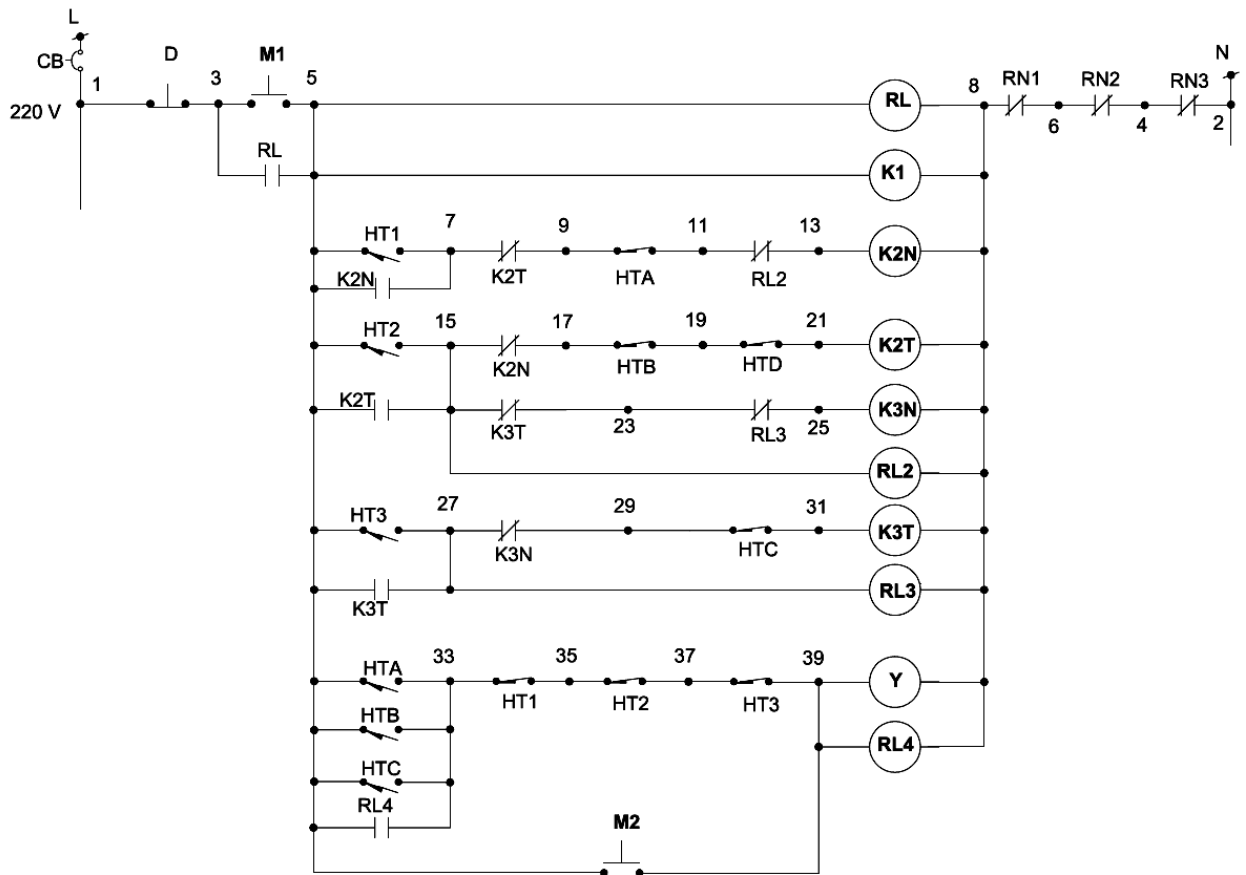 L
N
CB
D
M1
1
3
5
8
RN1
RN2
RN3
6
4
2
220 V
RL
RL
K1
HT1
7
9
11
13
K2N
K2T
HTA
RL2
K2N
HT2
15
17
19
21
K2T
K2N
HTB
HTD
K2T
K3N
K3T
23
RL3
25
RL2
HT3
27
29
31
K3T
K3N
HTC
K3T
RL3
HTA
33
35
37
39
Y
HT1
HT2
HT3
HTB
RL4
HTC
RL4
M2